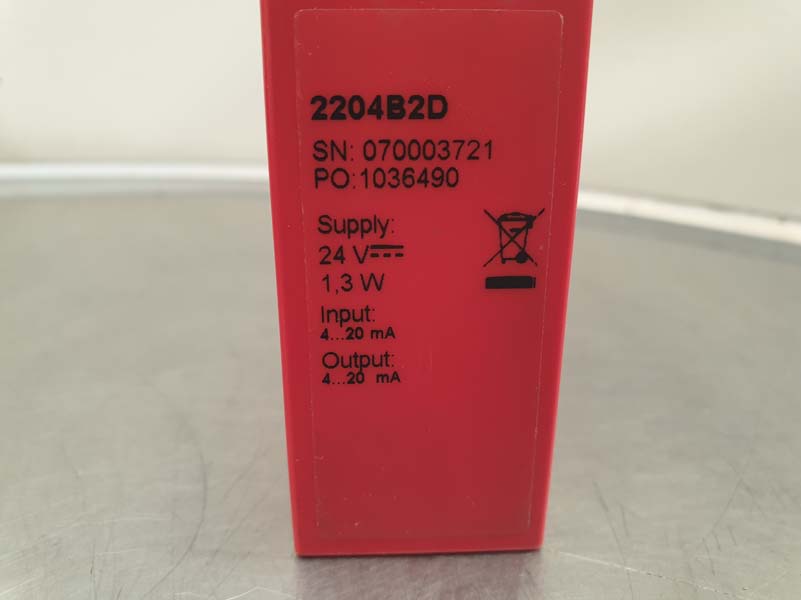 2204B2D
SN: 070003721
PO:1036490
Supply:
24 V⎓
1,3 W
Input:
4...20 mA
Output:
4...20 mA